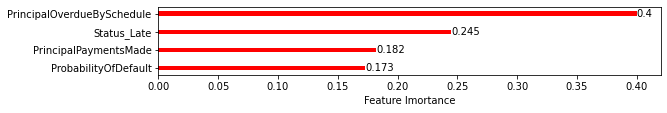 PrincipalOverdueBySchedule 0.4
Status_Late 0.245
PrincipalPaymentsMade 0.182
ProbabilityOfDefault 0.173
0.00 0.05 0.10 0.15 0.20 0.25 0.30 0.35 0.40
Feature Imortance